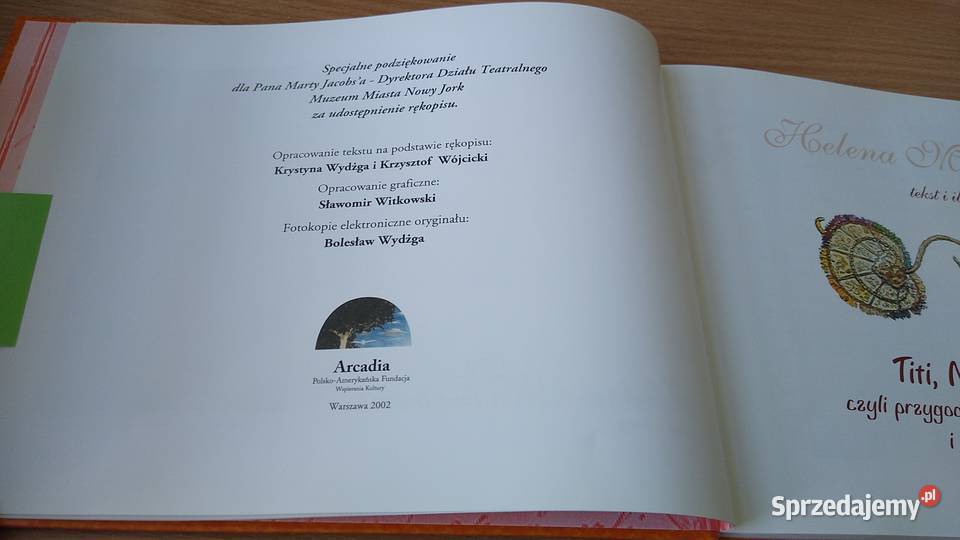 Specjalne podziękowanie
dla Pana Marty Jacobs'a - Dyrektora Działu Teatralnego
Muzeum Miasta Nowy Jork
za udostępnienie rękopisu.
Opracowanie tekstu na podstawie rękopisu:
Krystyna Wydżga i Krzysztof Wójcicki
Opracowanie graficzne:
Sławomir Witkowski
Fotokopie elektroniczne oryginału:
Bolesław Wydżga
Arcadia
Polsko-Amerykańska Fundacja
Wspierania Kultury
Warszawa 2002
Helena M
tekst i il
Titi, N
czyli przygod
i
Sprzedajemy.pl